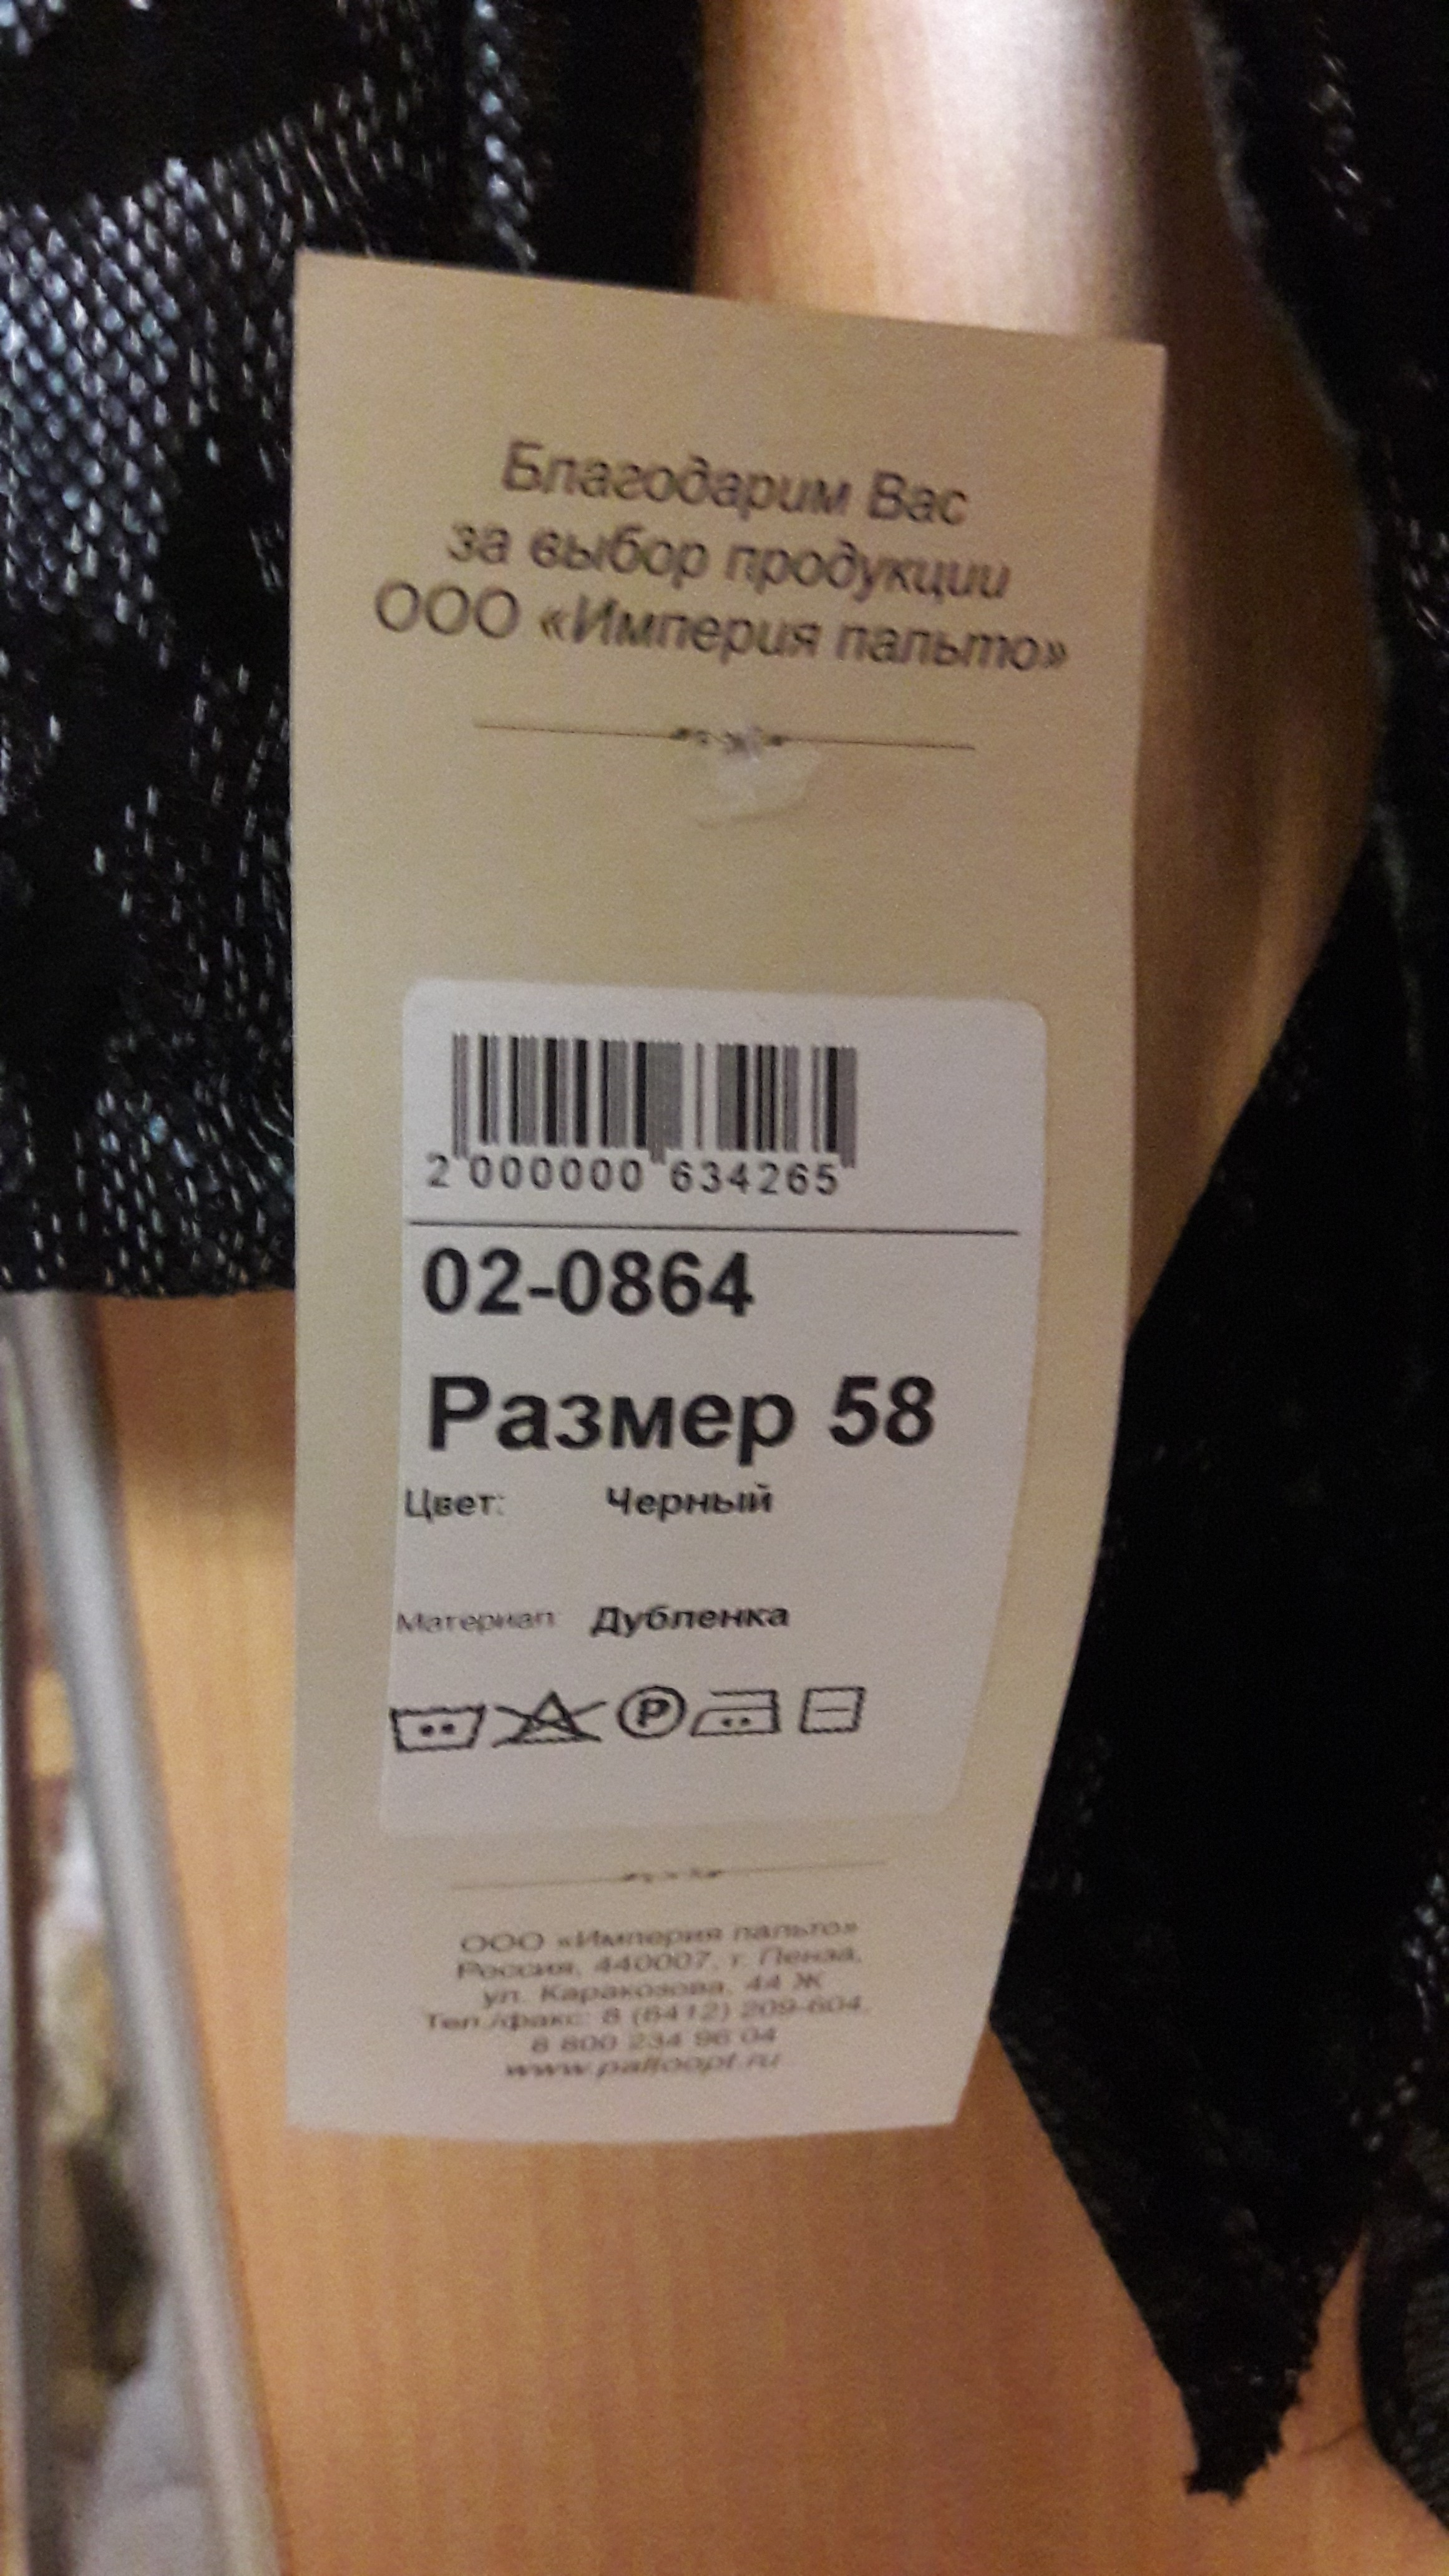 Благодарим Вас
за выбор продукции
ООО «Империя пальто»
2 000000 634265
02-0864
Размер 58
Цвет: Черный
Материал: Дубленка
P
ООО «Империя пальто»
Россия, 440007, г. Пенза,
ул. Каракозова, 44 Ж
Тел./факс: 8 (8412) 209-604,
8 800 234 96 04
www.paltoopt.ru